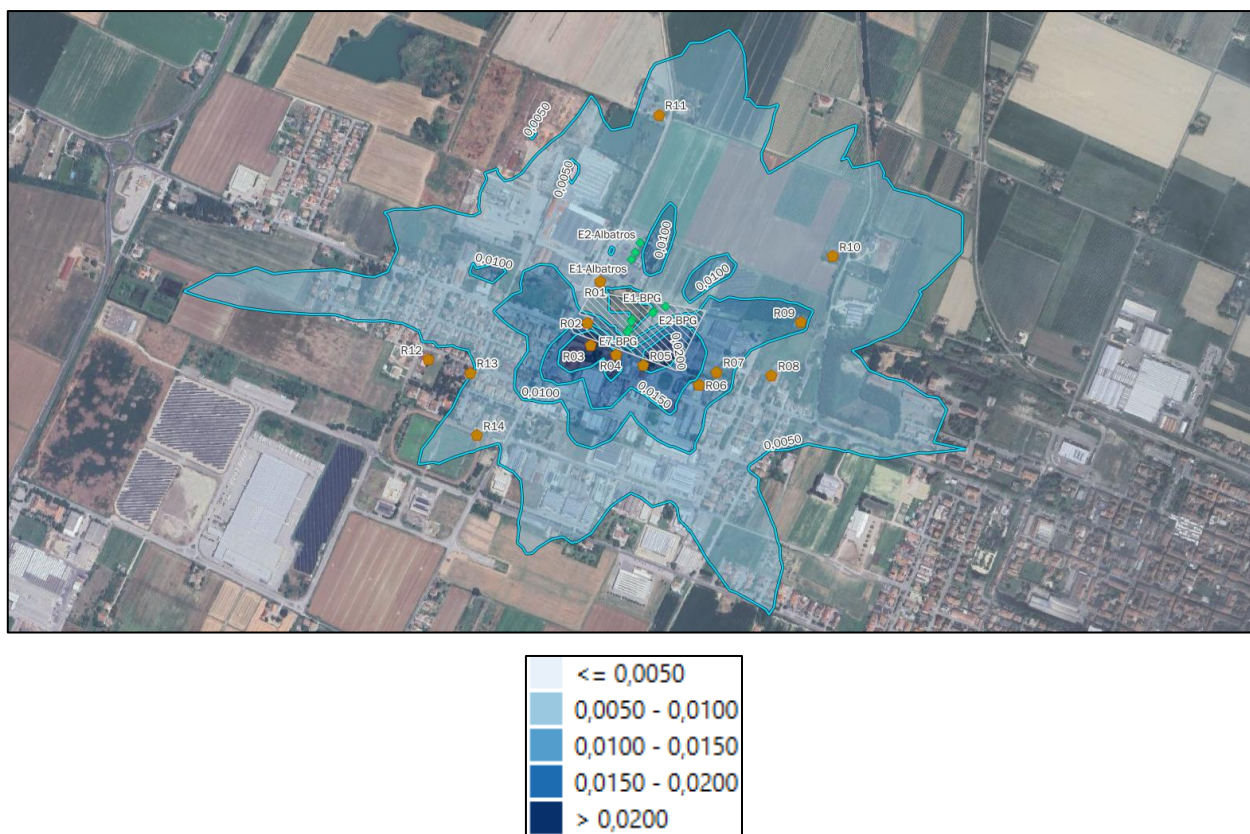 R11
0,0050
0,0050
E2-Albatros
0,0100
R10
0,0100
E1-Albatros
0,0100
R01
E1-BPG
R02
E2-BPG
R09
E7-BPG
0,0200
R03
R04
R05
R12
R13
R07
R08
R06
0,0100
0,0150
R14
0,0050
<= 0,0050
0,0050 - 0,0100
0,0100 - 0,0150
0,0150 - 0,0200
> 0,0200